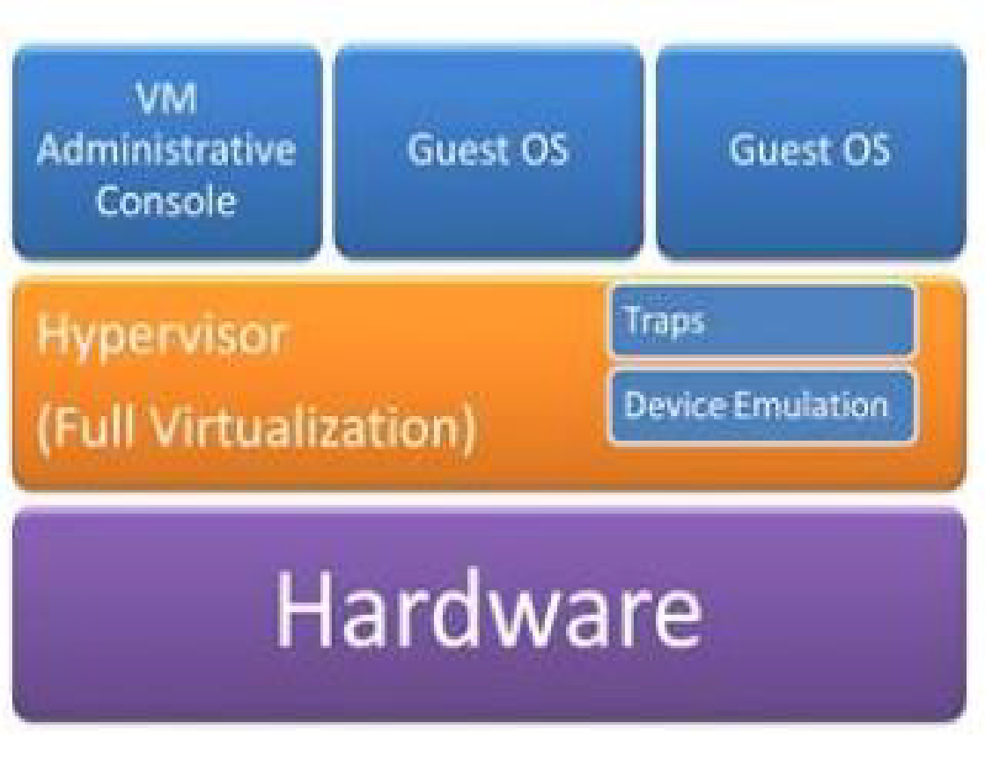 VM
Administrative
Console
Guest OS
Guest OS
Hypervisor
(Full Virtualization)
Traps
Device Emulation
Hardware